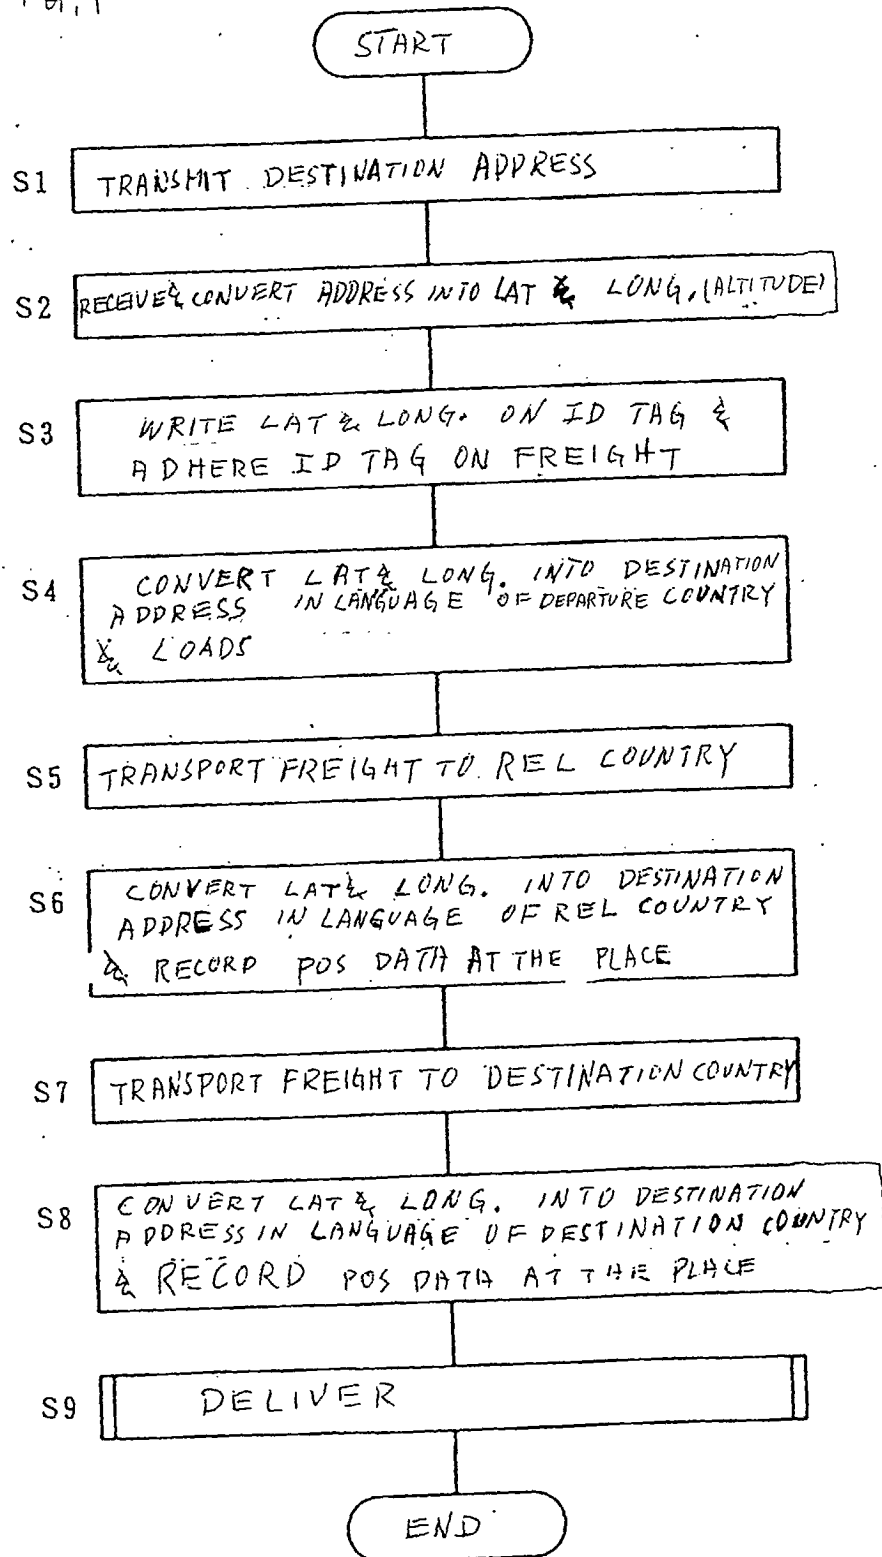 START
S1 TRANSMIT DESTINATION ADDRESS
S2 RECEIVE & CONVERT ADDRESS INTO LAT & LONG. (ALTITUDE)
S3 WRITE LAT & LONG. ON ID TAG &
ADHERE ID TAG ON FREIGHT
S4 CONVERT LAT & LONG. INTO DESTINATION
ADDRESS IN LANGUAGE OF DEPARTURE COUNTRY
& LOADS
S5 TRANSPORT FREIGHT TO REL COUNTRY
S6 CONVERT LAT & LONG. INTO DESTINATION
ADDRESS IN LANGUAGE OF REL COUNTRY
& RECORD POS DATA AT THE PLACE
S7 TRANSPORT FREIGHT TO DESTINATION COUNTRY
S8 CONVERT LAT & LONG. INTO DESTINATION
ADDRESS IN LANGUAGE OF DESTINATION COUNTRY
& RECORD POS DATA AT THE PLACE
S9 DELIVER
END